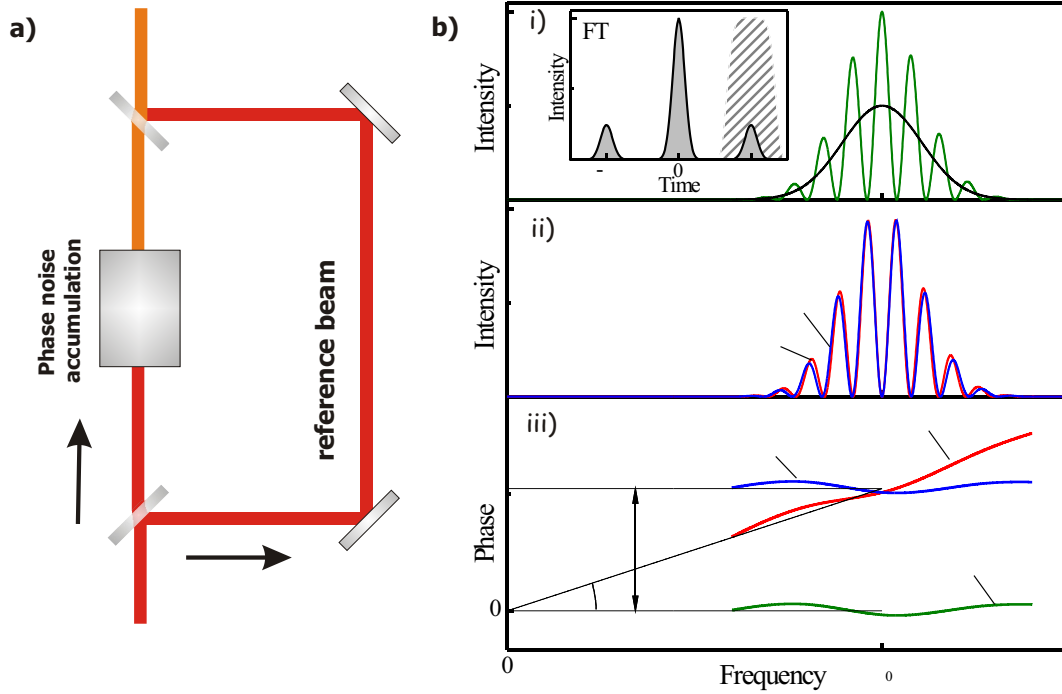 a)
Phase noise
accumulation
reference beam
b)
i)
FT
Intensity
-
0
Time
Intensity
ii)
Intensity
iii)
Phase
0
0
Frequency
0